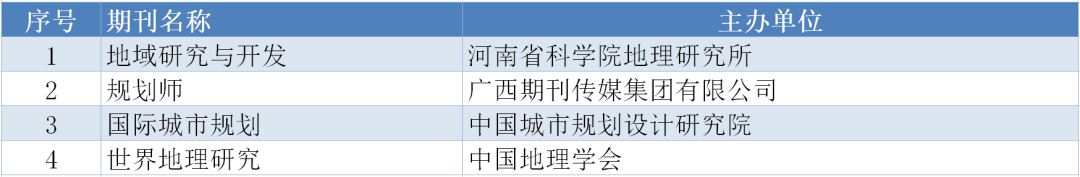 序号 期刊名称 主办单位
1 地域研究与开发 河南省科学院地理研究所
2 规划师 广西期刊传媒集团有限公司
3 国际城市规划 中国城市规划设计研究院
4 世界地理研究 中国地理学会